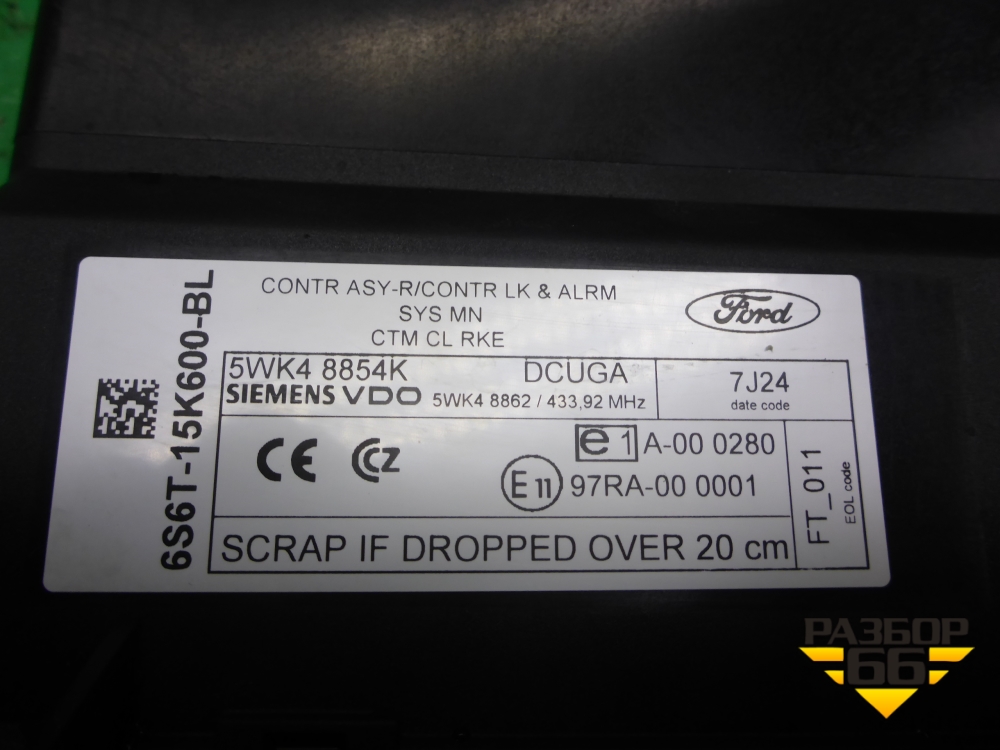 6S6T-15K600-BL
CONTR ASY-R/CONTR LK & ALRM
SYS MN
CTM CL RKE
Ford
5WK4 8854K DCUGA
SIEMENS VDO 5WK4 8862 / 433,92 MHz
7J24
date code
CE CCZ
e1 A-00 0280
E11 97RA-00 0001
FT_011
EOL code
SCRAP IF DROPPED OVER 20 cm
РАЗБОР
66